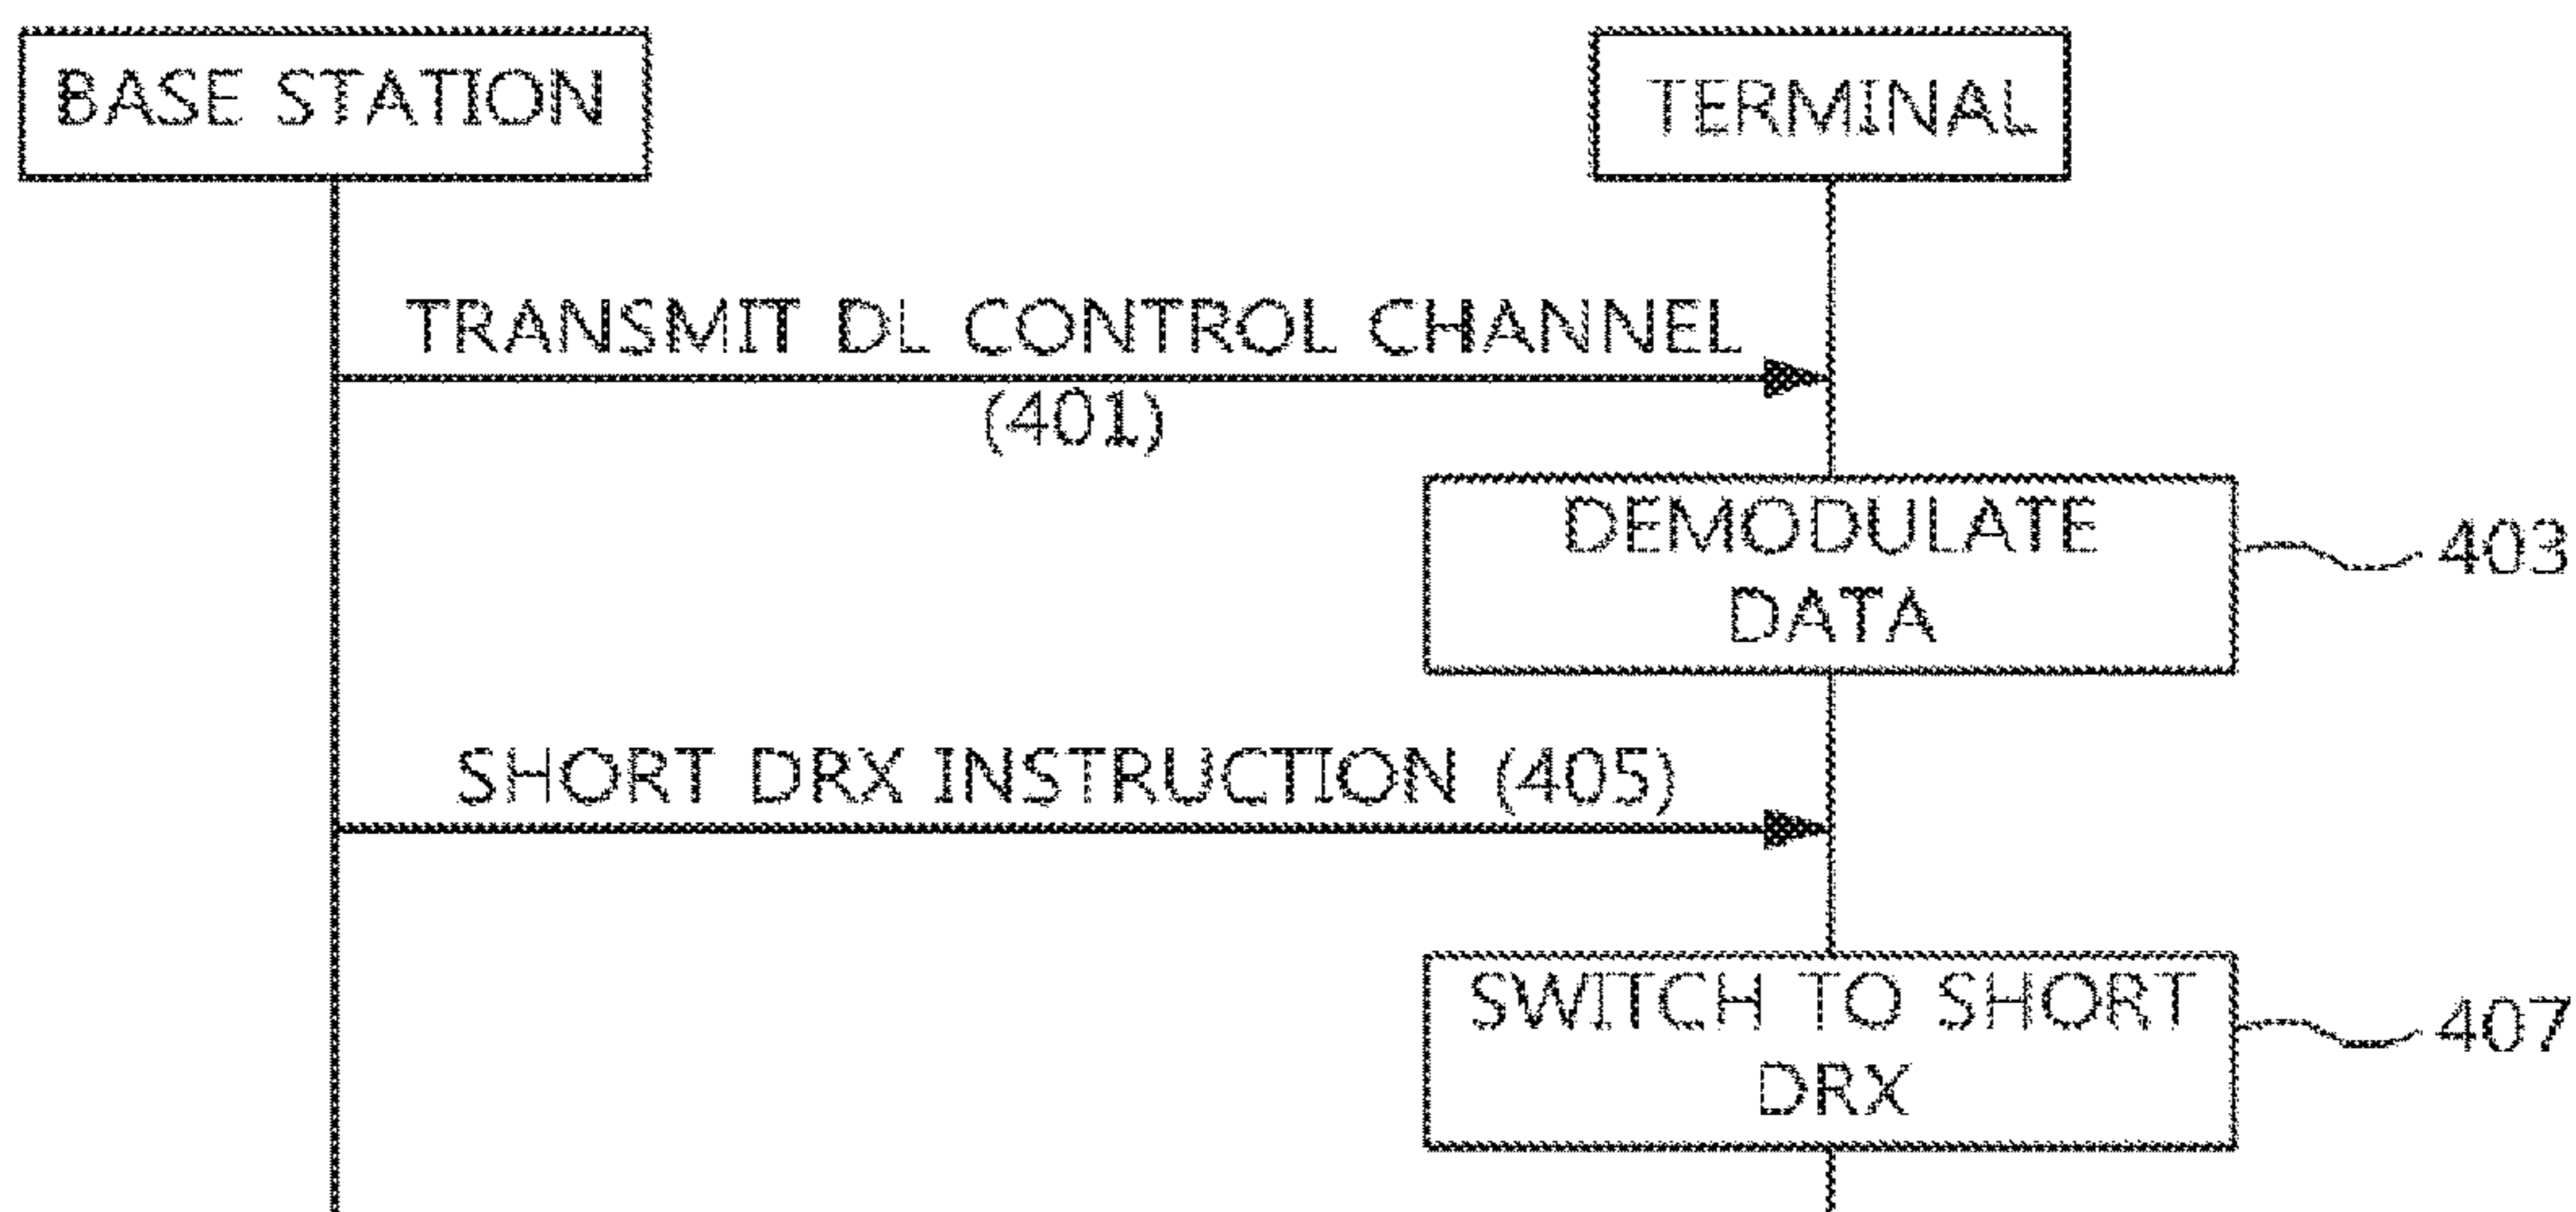 BASE STATION
TERMINAL
TRANSMIT DL CONTROL CHANNEL
(401)
DEMODULATE
DATA
403
SHORT DRX INSTRUCTION (405)
SWITCH TO SHORT
DRX
407